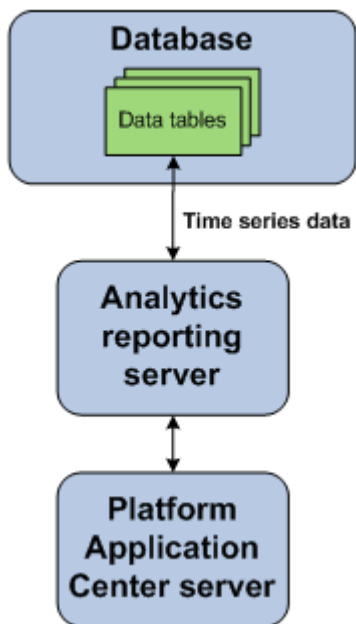 Database
Data tables
Time series data
Analytics
reporting
server
Platform
Application
Center server